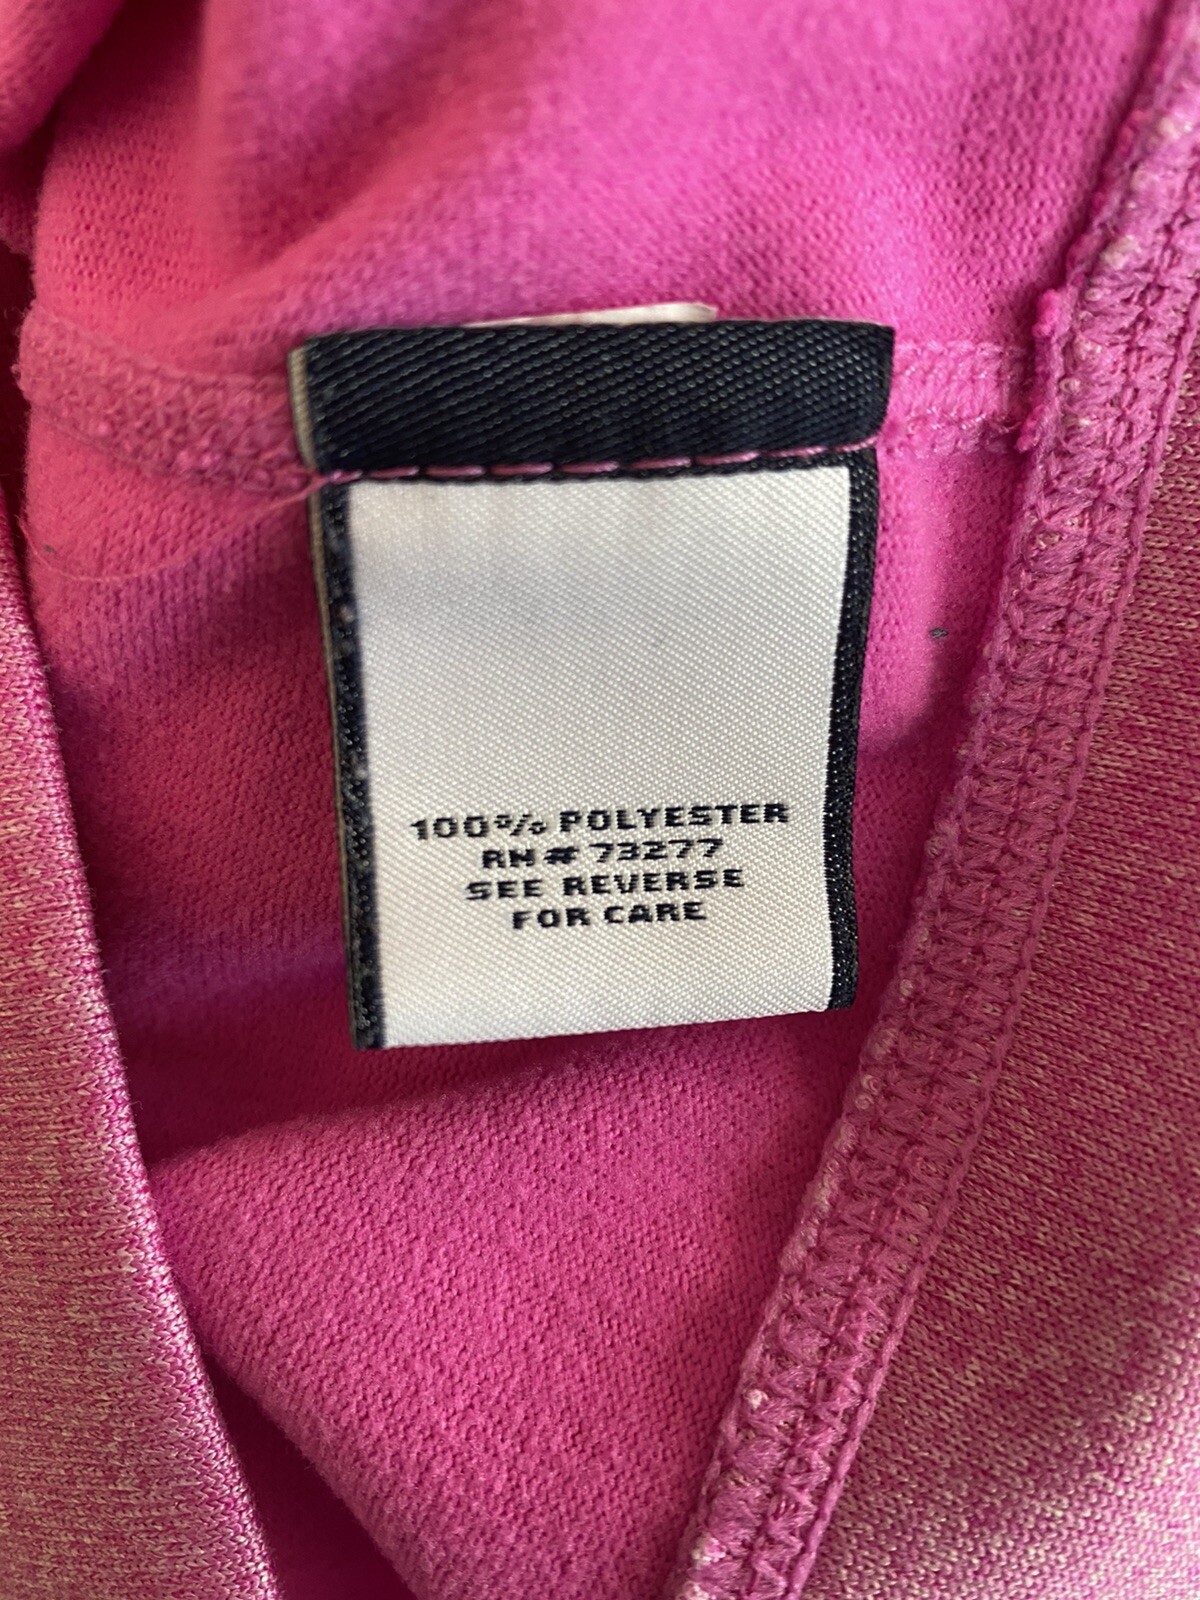 100% POLYESTER
RN# 73277
SEE REVERSE
FOR CARE